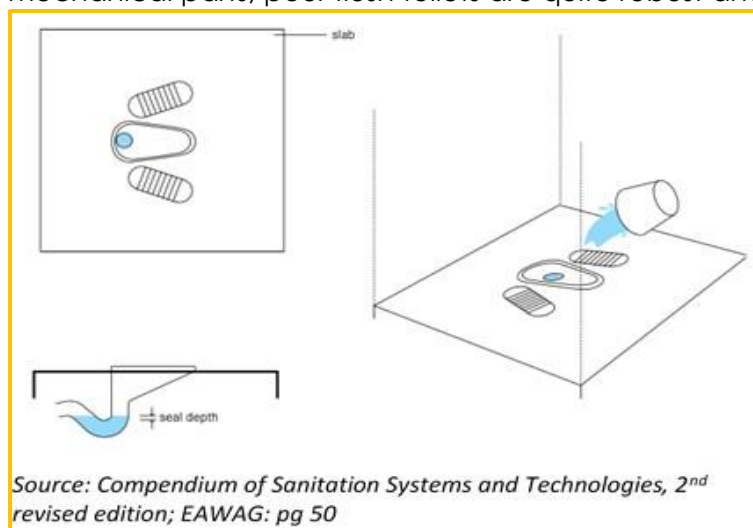 slab
seal depth
Source: Compendium of Sanitation Systems and Technologies, 2nd
revised edition; EAWAG: pg 50